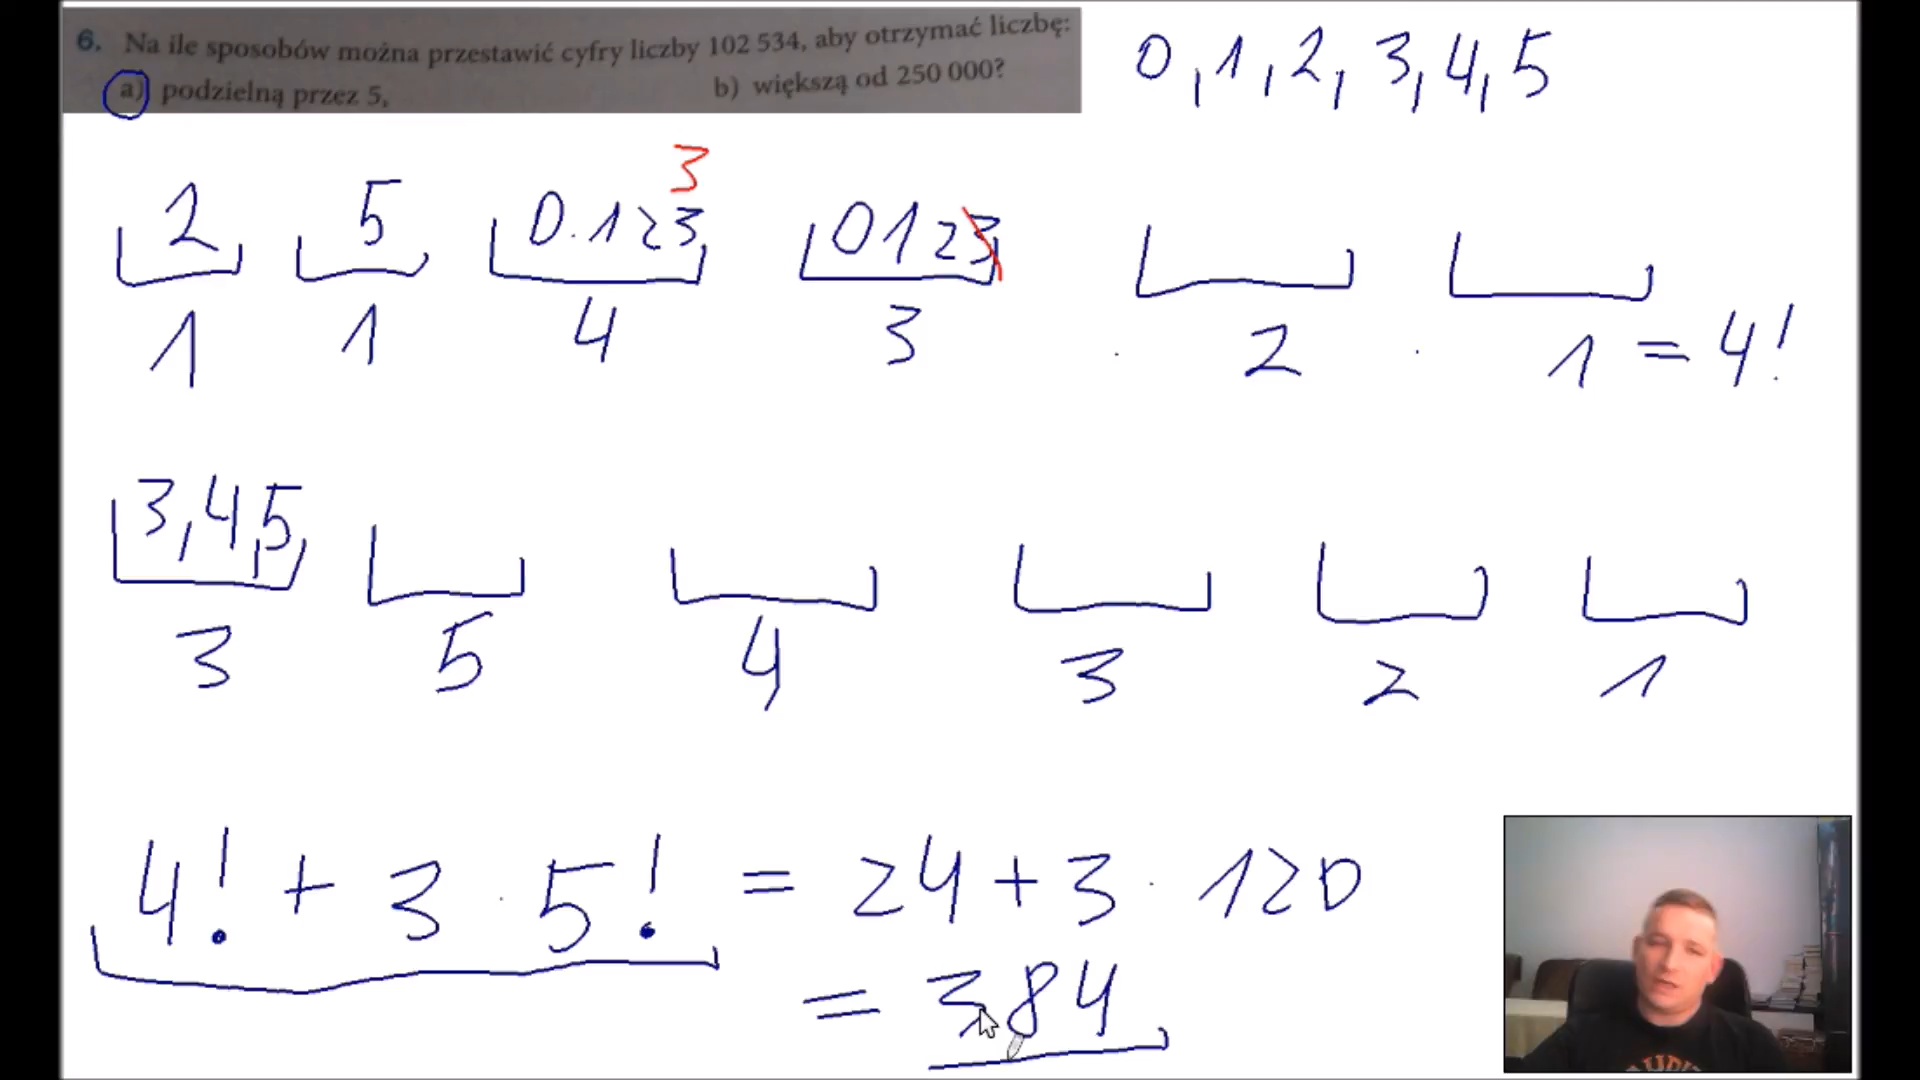 6. Na ile sposobów można przestawić cyfry liczby 102 534, aby otrzymać liczbę:
a) podzielną przez 5, b) większą od 250 000?
0, 1, 2, 3, 4, 5
3
2 5 0.123 0123
1 1 4 3 · 2 · 1 = 4!
3,4,5
3 5 4 3 2 1
4! + 3 · 5! = 24 + 3 · 120
= 384